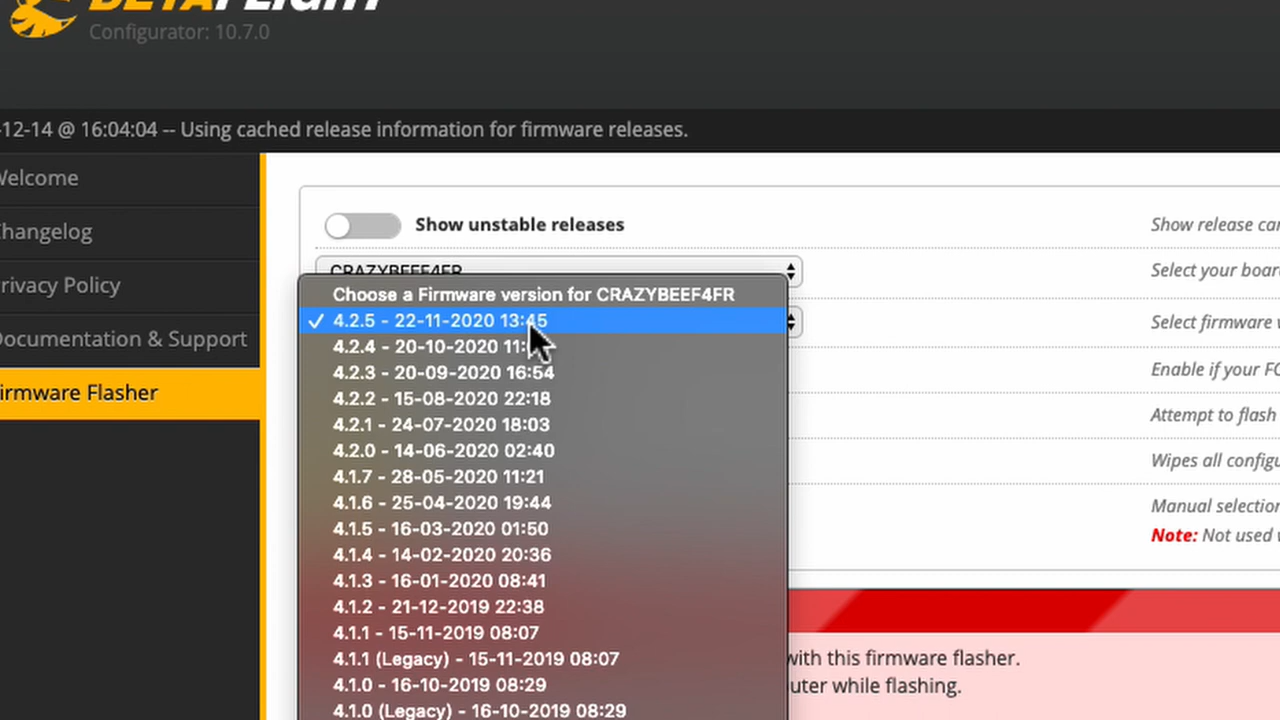 BETAFLIGHT
Configurator: 10.7.0
-12-14 @ 16:04:04 -- Using cached release information for firmware releases.
Welcome
Changelog
Privacy Policy
Documentation & Support
Firmware Flasher
Show unstable releases
Show release can
CRAZYBEEF4FR
Select your boar
Choose a Firmware version for CRAZYBEEF4FR
✓ 4.2.5 - 22-11-2020 13:45
Select firmware v
4.2.4 - 20-10-2020 11:
4.2.3 - 20-09-2020 16:54
Enable if your FC
4.2.2 - 15-08-2020 22:18
4.2.1 - 24-07-2020 18:03
Attempt to flash
4.2.0 - 14-06-2020 02:40
Wipes all configu
4.1.7 - 28-05-2020 11:21
4.1.6 - 25-04-2020 19:44
Manual selection
4.1.5 - 16-03-2020 01:50
Note: Not used w
4.1.4 - 14-02-2020 20:36
4.1.3 - 16-01-2020 08:41
4.1.2 - 21-12-2019 22:38
4.1.1 - 15-11-2019 08:07
4.1.1 (Legacy) - 15-11-2019 08:07
with this firmware flasher.
4.1.0 - 16-10-2019 08:29
uter while flashing.
4.1.0 (Legacy) - 16-10-2019 08:29